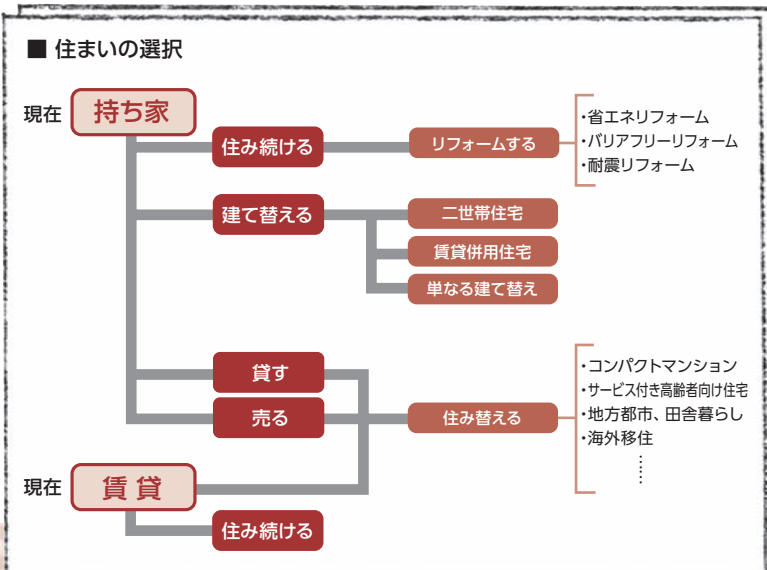 ■ 住まいの選択
現在
持ち家
住み続ける
リフォームする
・省エネリフォーム
・バリアフリーリフォーム
・耐震リフォーム
建て替える
二世帯住宅
賃貸併用住宅
単なる建て替え
貸す
売る
住み替える
・コンパクトマンション
・サービス付き高齢者向け住宅
・地方都市、田舎暮らし
・海外移住
……
現在
賃 貸
住み続ける